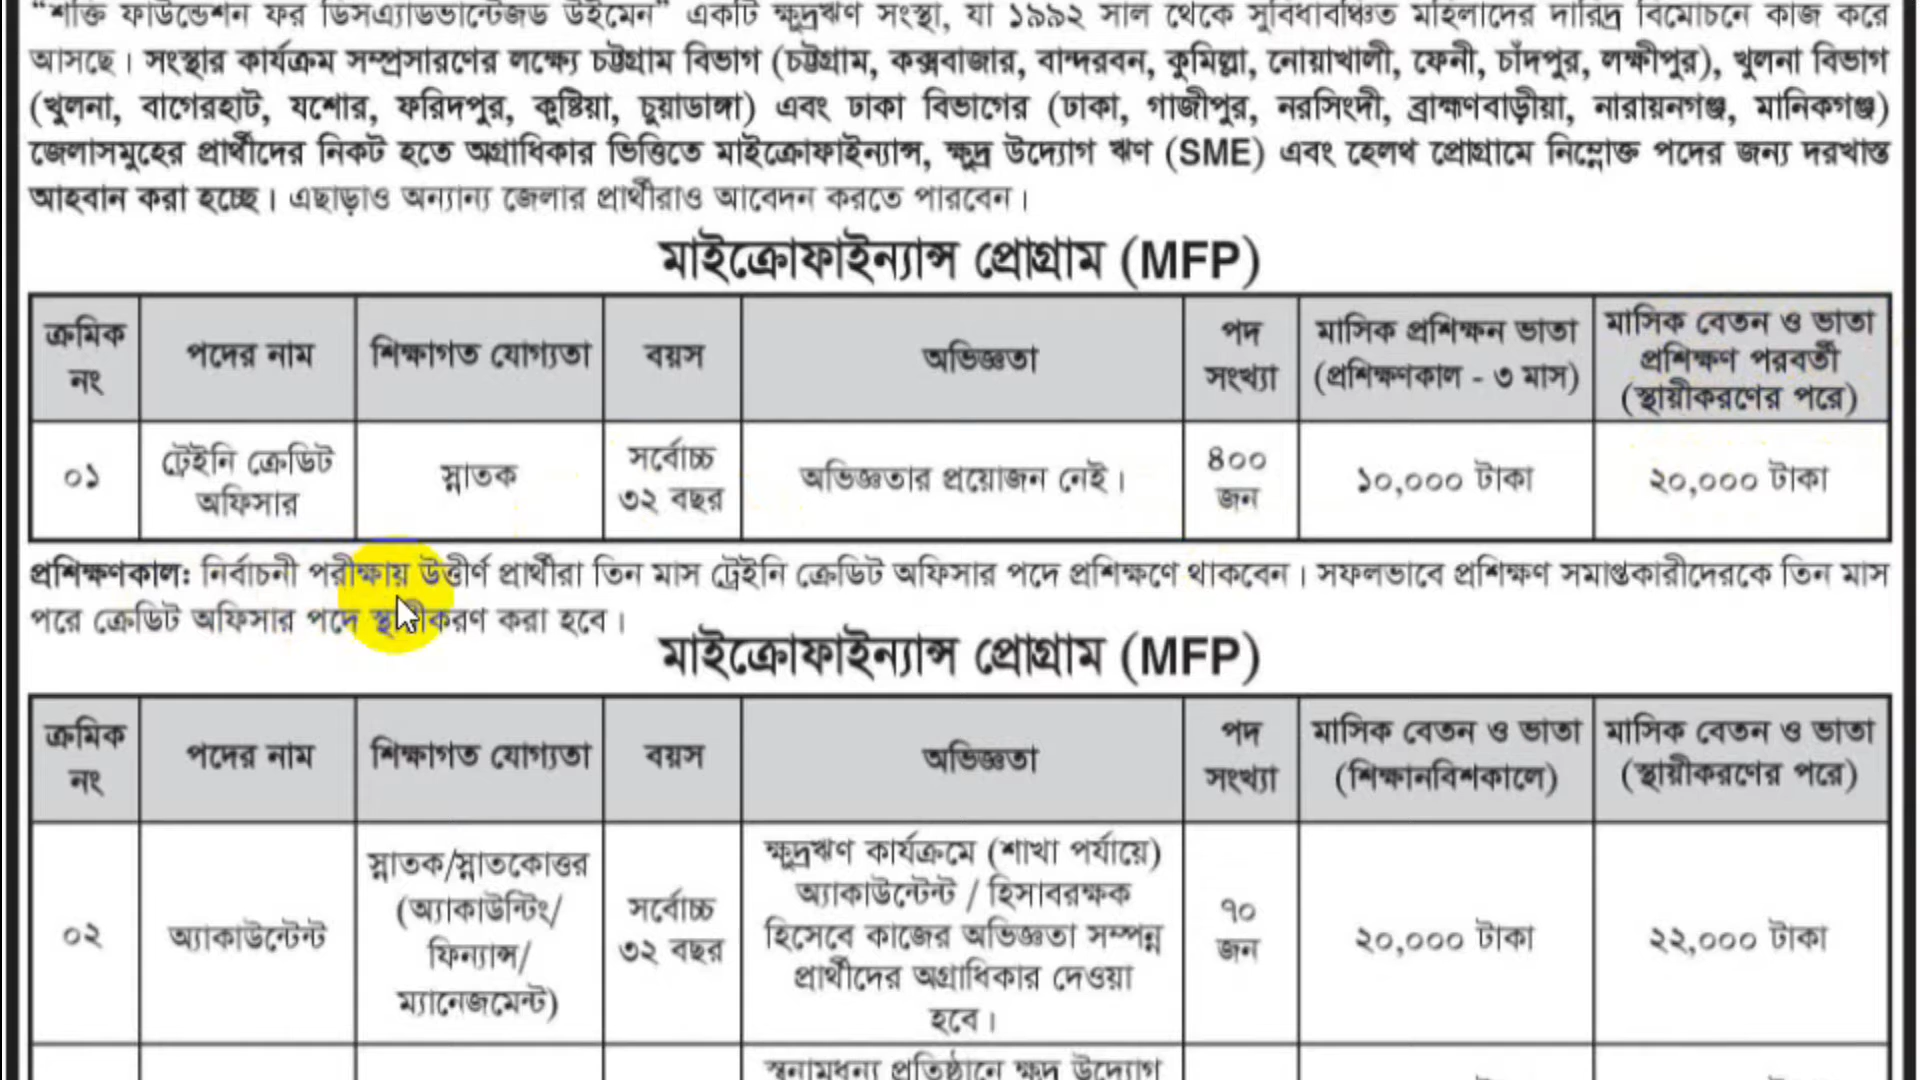 “শক্তি ফাউন্ডেশন ফর ডিসএ্যাডভান্টেজড উইমেন” একটি ক্ষুদ্রঋণ সংস্থা, যা ১৯৯২ সাল থেকে সুবিধাবঞ্চিত মহিলাদের দারিদ্র বিমোচনে কাজ করে
আসছে। সংস্থার কার্যক্রম সম্প্রসারণের লক্ষ্যে চট্টগ্রাম বিভাগ (চট্টগ্রাম, কক্সবাজার, বান্দরবন, কুমিল্লা, নোয়াখালী, ফেনী, চাঁদপুর, লক্ষীপুর), খুলনা বিভাগ
(খুলনা, বাগেরহাট, যশোর, ফরিদপুর, কুষ্টিয়া, চুয়াডাঙ্গা) এবং ঢাকা বিভাগের (ঢাকা, গাজীপুর, নরসিংদী, ব্রাহ্মণবাড়ীয়া, নারায়নগঞ্জ, মানিকগঞ্জ)
জেলাসমুহের প্রার্থীদের নিকট হতে অগ্রাধিকার ভিত্তিতে মাইক্রোফাইন্যান্স, ক্ষুদ্র উদ্যোগ ঋণ (SME) এবং হেলথ প্রোগ্রামে নিম্নোক্ত পদের জন্য দরখাস্ত
আহবান করা হচ্ছে। এছাড়াও অন্যান্য জেলার প্রার্থীরাও আবেদন করতে পারবেন।
মাইক্রোফাইন্যান্স প্রোগ্রাম (MFP)
ক্রমিক নং পদের নাম শিক্ষাগত যোগ্যতা বয়স অভিজ্ঞতা পদ সংখ্যা মাসিক প্রশিক্ষন ভাতা (প্রশিক্ষণকাল - ৩ মাস) মাসিক বেতন ও ভাতা প্রশিক্ষণ পরবর্তী (স্থায়ীকরণের পরে)
০১ ট্রেইনি ক্রেডিট অফিসার স্নাতক সর্বোচ্চ ৩২ বছর অভিজ্ঞতার প্রয়োজন নেই। ৪০০ জন ১০,০০০ টাকা ২০,০০০ টাকা
প্রশিক্ষণকাল: নির্বাচনী পরীক্ষায় উত্তীর্ণ প্রার্থীরা তিন মাস ট্রেইনি ক্রেডিট অফিসার পদে প্রশিক্ষণে থাকবেন। সফলভাবে প্রশিক্ষণ সমাপ্তকারীদেরকে তিন মাস
পরে ক্রেডিট অফিসার পদে স্থায়ীকরণ করা হবে।
মাইক্রোফাইন্যান্স প্রোগ্রাম (MFP)
ক্রমিক নং পদের নাম শিক্ষাগত যোগ্যতা বয়স অভিজ্ঞতা পদ সংখ্যা মাসিক বেতন ও ভাতা (শিক্ষানবিশকালে) মাসিক বেতন ও ভাতা (স্থায়ীকরণের পরে)
০২ অ্যাকাউন্টেন্ট স্নাতক/স্নাতকোত্তর (অ্যাকাউন্টিং/ ফিন্যান্স/ ম্যানেজমেন্ট) সর্বোচ্চ ৩২ বছর ক্ষুদ্রঋণ কার্যক্রমে (শাখা পর্যায়ে) অ্যাকাউন্টেন্ট / হিসাবরক্ষক হিসেবে কাজের অভিজ্ঞতা সম্পন্ন প্রার্থীদের অগ্রাধিকার দেওয়া হবে। ৭০ জন ২০,০০০ টাকা ২২,০০০ টাকা
স্বনামধন্য প্রতিষ্ঠানে ক্ষুদ্র উদ্যোগ